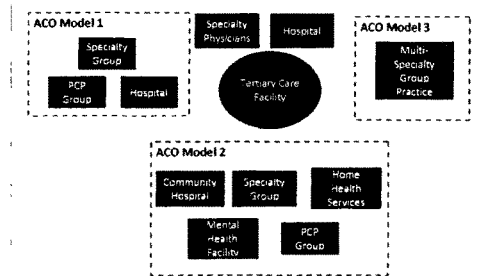 ACO Model 1
Specialty
Group
PCP
Group
Hospital
Specialty
Physicians
Hospital
Tertiary Care
Facility
ACO Model 3
Multi-
Specialty
Group
Practice
ACO Model 2
Community
Hospital
Specialty
Group
Home
Health
Services
Mental
Health
Facility
PCP
Group